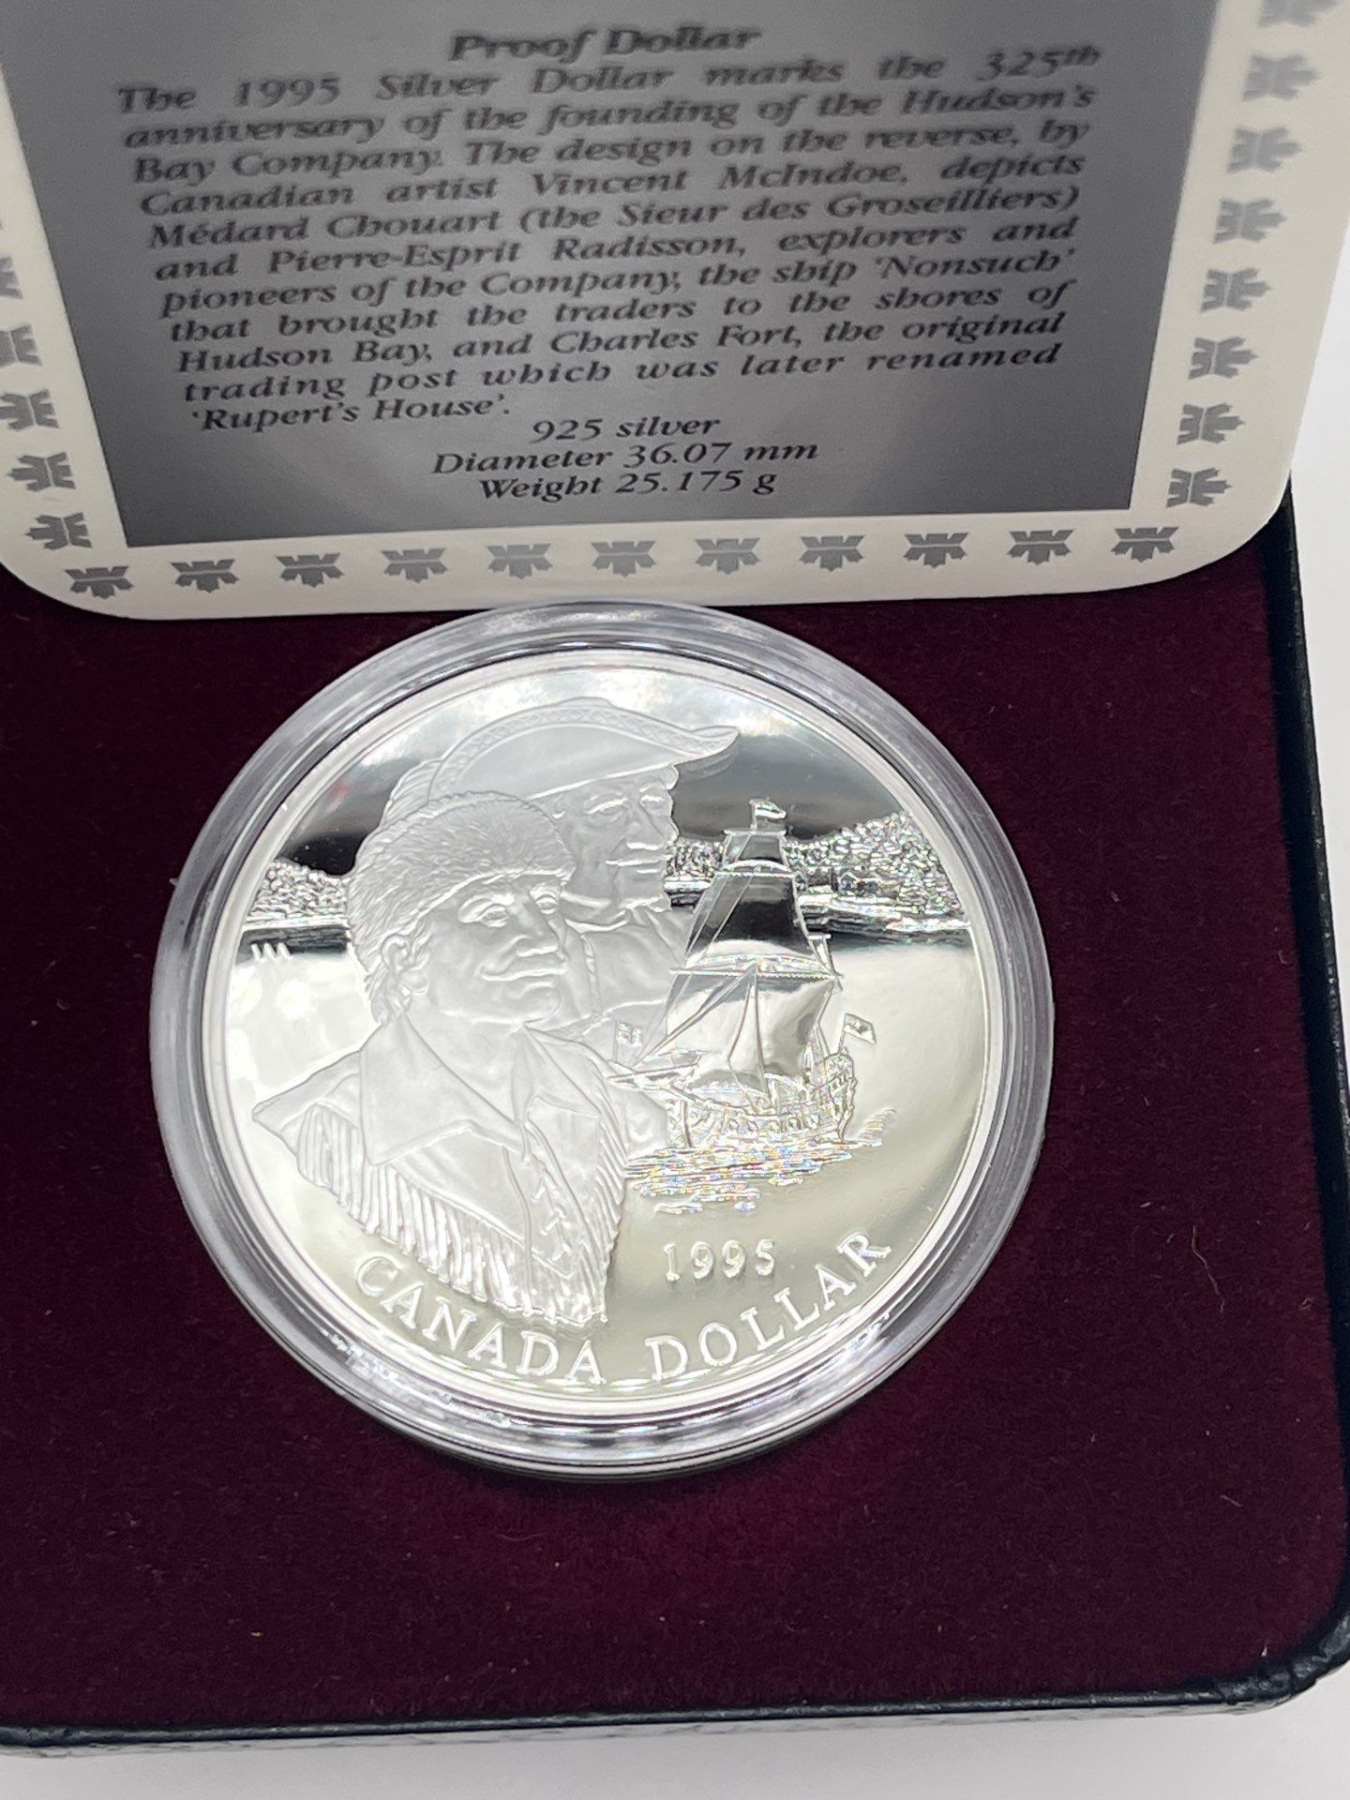 Proof Dollar
The 1995 Silver Dollar marks the 325th
anniversary of the founding of the Hudson's
Bay Company. The design on the reverse, by
Canadian artist Vincent McIndoe, depicts
Médard Chouart (the Sieur des Groseilliers)
and Pierre-Esprit Radisson, explorers and
pioneers of the Company, the ship 'Nonsuch'
that brought the traders to the shores of
Hudson Bay, and Charles Fort, the original
trading post which was later renamed
'Rupert's House'.
925 silver
Diameter 36.07 mm
Weight 25.175 g
1995
CANADA DOLLAR